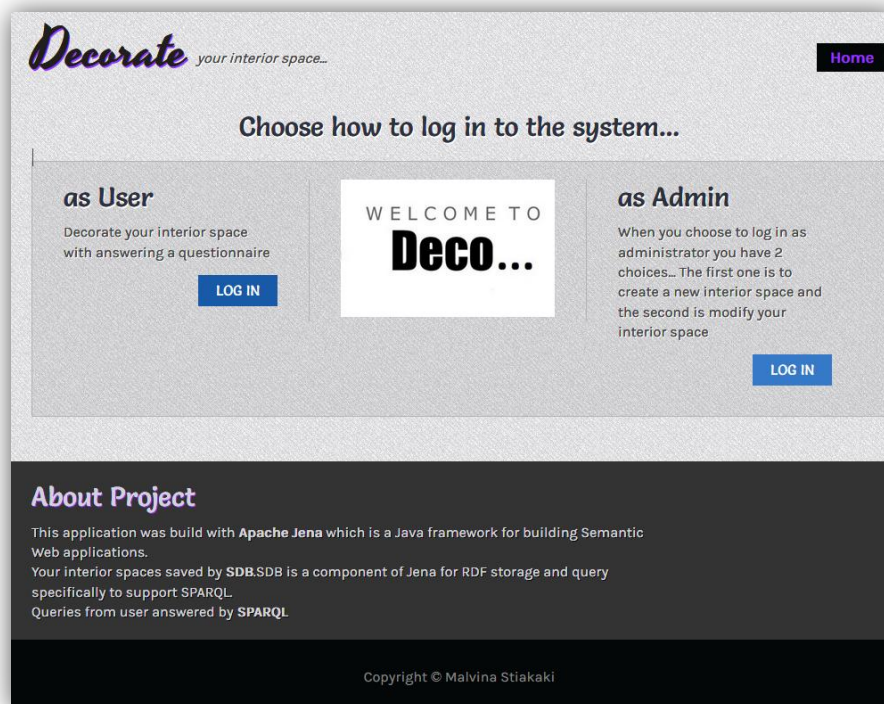 Decorate your interior space...
Home
Choose how to log in to the system...
as User
Decorate your interior space
with answering a questionnaire
LOG IN
WELCOME TO
Deco...
as Admin
When you choose to log in as
administrator you have 2
choices... The first one is to
create a new interior space and
the second is modify your
interior space
LOG IN
About Project
This application was build with Apache Jena which is a Java framework for building Semantic
Web applications.
Your interior spaces saved by SDB.SDB is a component of Jena for RDF storage and query
specifically to support SPARQL.
Queries from user answered by SPARQL
Copyright © Malvina Stiakaki